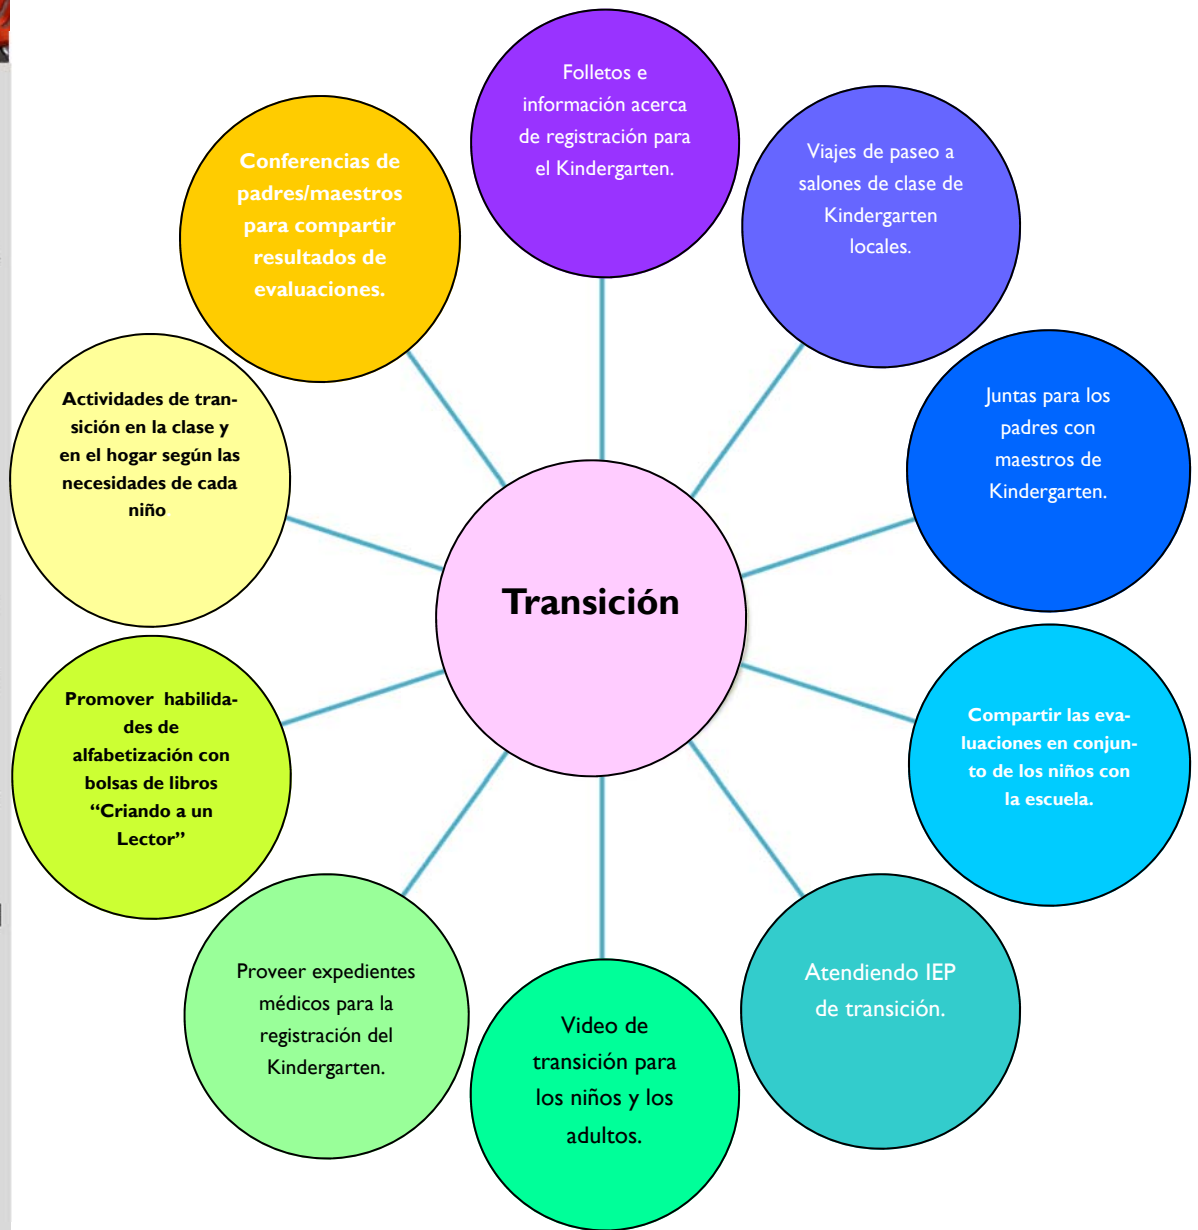 Folletos e
información acerca
de registración para
el Kindergarten.
Viajes de paseo a
salones de clase de
Kindergarten
locales.
Juntas para los
padres con
maestros de
Kindergarten.
Compartir las eva-
luaciones en conjun-
to de los niños con
la escuela.
Atendiendo IEP
de transición.
Video de
transición para
los niños y los
adultos.
Proveer expedientes
médicos para la
registración del
Kindergarten.
Promover habilida-
des de
alfabetización con
bolsas de libros
“Criando a un
Lector”
Actividades de tran-
sición en la clase y
en el hogar según las
necesidades de cada
niño
Conferencias de
padres/maestros
para compartir
resultados de
evaluaciones.
Transición